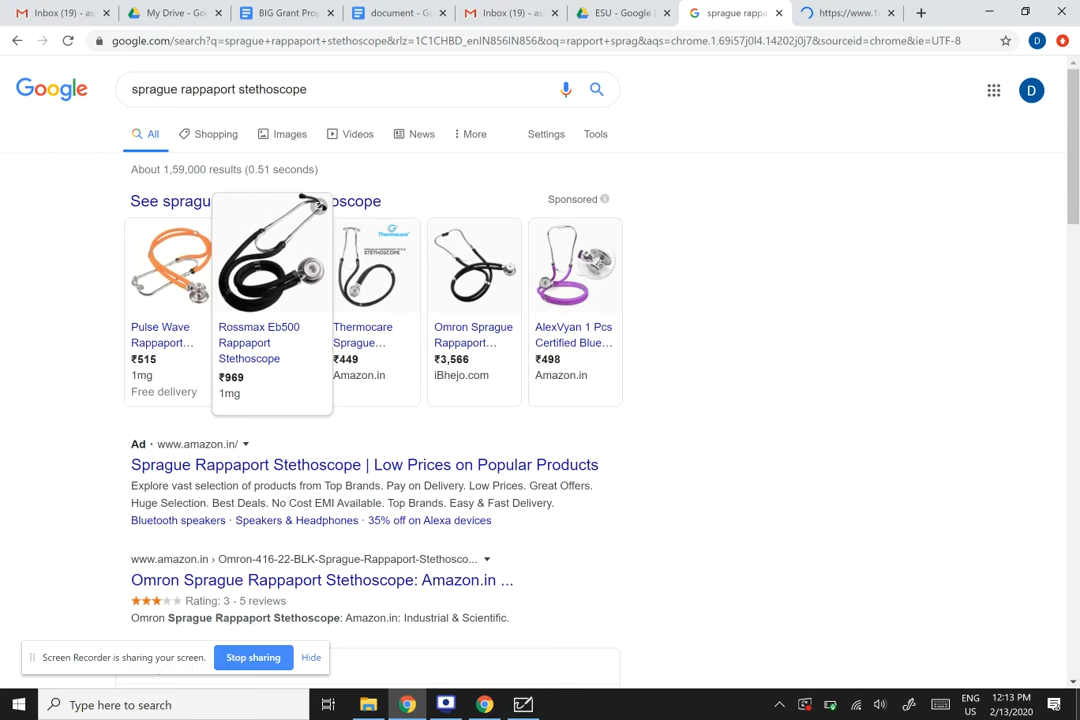 Inbox (19) - as
My Drive - Go
BIG Grant Pro
document - G
Inbox (19) - as
ESU - Google
sprague rappa
https://www.1
google.com/search?q=sprague+rappaport+stethoscope&rlz=1C1CHBD_enIN856IN856&oq=rapport+sprag&aqs=chrome.1.69i57j0l4.14202j0j7&sourceid=chrome&ie=UTF-8
D
Google
sprague rappaport stethoscope
D
All
Shopping
Images
Videos
News
More
Settings
Tools
About 1,59,000 results (0.51 seconds)
See spragu
oscope
Sponsored
Pulse Wave
Rappaport...
₹515
1mg
Free delivery
Rossmax Eb500
Rappaport
Stethoscope
₹969
1mg
Thermocare
SPRAGUE RAPPAPORT STYLE
STETHOSCOPE
Thermocare
Sprague...
₹449
Amazon.in
Omron Sprague
Rappaport...
₹3,566
iBhejo.com
AlexVyan 1 Pcs
Certified Blue...
₹498
Amazon.in
Ad · www.amazon.in/
Sprague Rappaport Stethoscope | Low Prices on Popular Products
Explore vast selection of products from Top Brands. Pay on Delivery. Low Prices. Great Offers.
Huge Selection. Best Deals. No Cost EMI Available. Top Brands. Easy & Fast Delivery.
Bluetooth speakers · Speakers & Headphones · 35% off on Alexa devices
www.amazon.in › Omron-416-22-BLK-Sprague-Rappaport-Stethosco...
Omron Sprague Rappaport Stethoscope: Amazon.in ...
Rating: 3 - 5 reviews
Omron Sprague Rappaport Stethoscope: Amazon.in: Industrial & Scientific.
Screen Recorder is sharing your screen.
Stop sharing
Hide
Type here to search
ENG
US
12:13 PM
2/13/2020